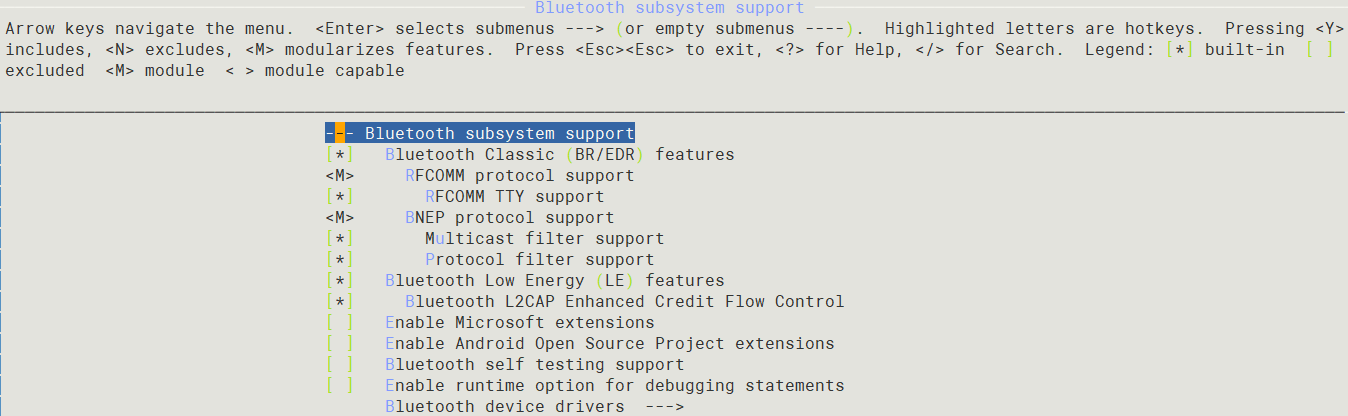 Bluetooth subsystem support
Arrow keys navigate the menu.  <Enter> selects submenus ---> (or empty submenus ----).  Highlighted letters are hotkeys.  Pressing <Y>
includes, <N> excludes, <M> modularizes features.  Press <Esc><Esc> to exit, <?> for Help, </> for Search.  Legend: [*] built-in  [ ]
excluded  <M> module  < > module capable
--- Bluetooth subsystem support
[*]   Bluetooth Classic (BR/EDR) features
<M>     RFCOMM protocol support
[*]       RFCOMM TTY support
<M>     BNEP protocol support
[*]       Multicast filter support
[*]       Protocol filter support
[*]   Bluetooth Low Energy (LE) features
[*]     Bluetooth L2CAP Enhanced Credit Flow Control
[ ]   Enable Microsoft extensions
[ ]   Enable Android Open Source Project extensions
[ ]   Bluetooth self testing support
[ ]   Enable runtime option for debugging statements
      Bluetooth device drivers  --->